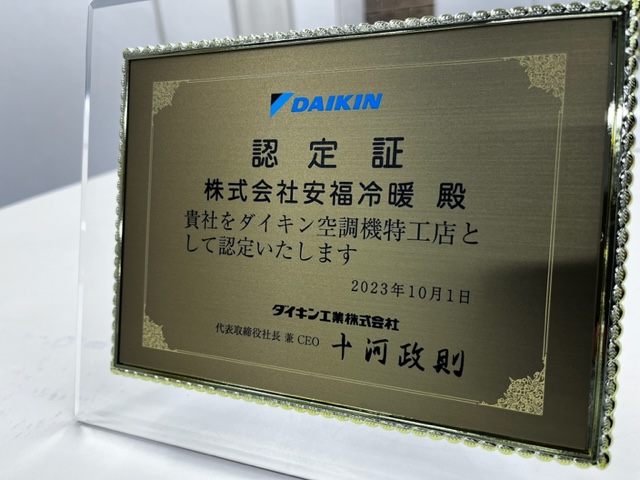 DAIKIN
認定証
株式会社安福冷暖 殿
貴社をダイキン空調機特工店と
して認定いたします
2023年10月1日
ダイキン工業株式会社
代表取締役社長 兼 CEO 十河政則